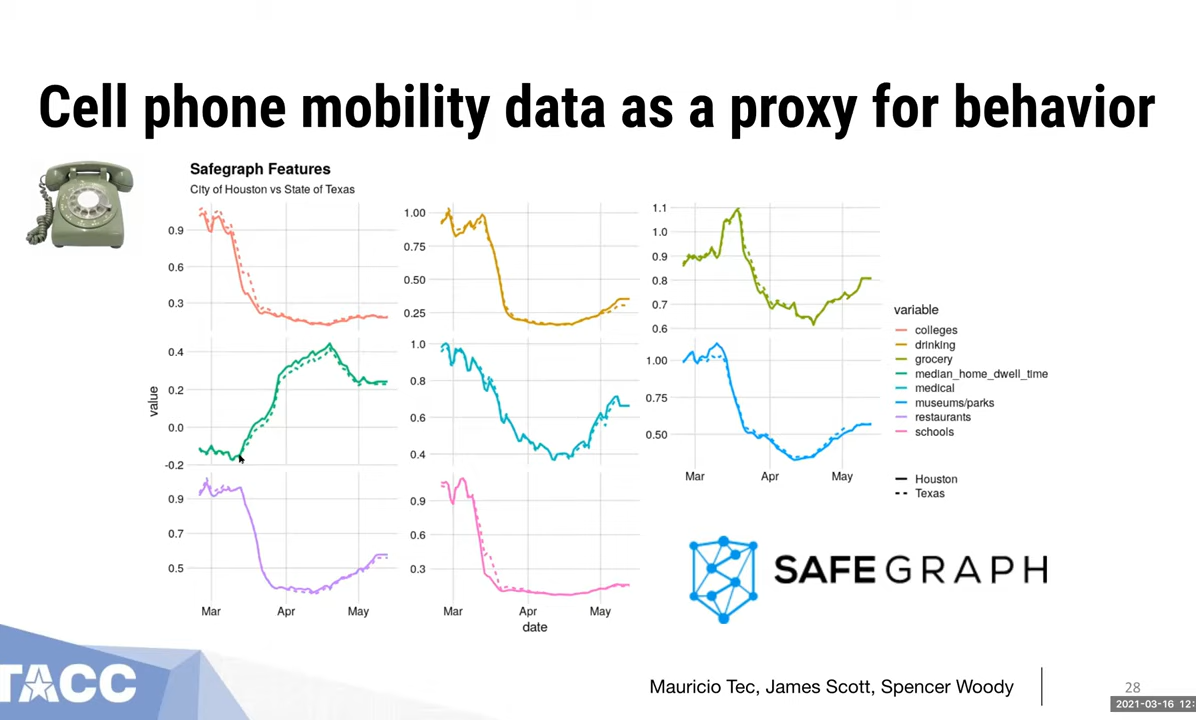 Cell phone mobility data as a proxy for behavior
Safegraph Features
City of Houston vs State of Texas
0.9
0.6
0.3
1.00
0.75
0.50
0.25
1.1
1.0
0.9
0.8
0.7
0.6
value
0.4
0.2
0.0
-0.2
1.0
0.8
0.6
0.4
1.00
0.75
0.50
Mar Apr May
0.9
0.7
0.5
Mar Apr May
0.9
0.6
0.3
Mar Apr May
date
variable
colleges
drinking
grocery
median_home_dwell_time
medical
museums/parks
restaurants
schools
Houston
Texas
SAFEGRAPH
TACC
Mauricio Tec, James Scott, Spencer Woody
28
2021-03-16 12: